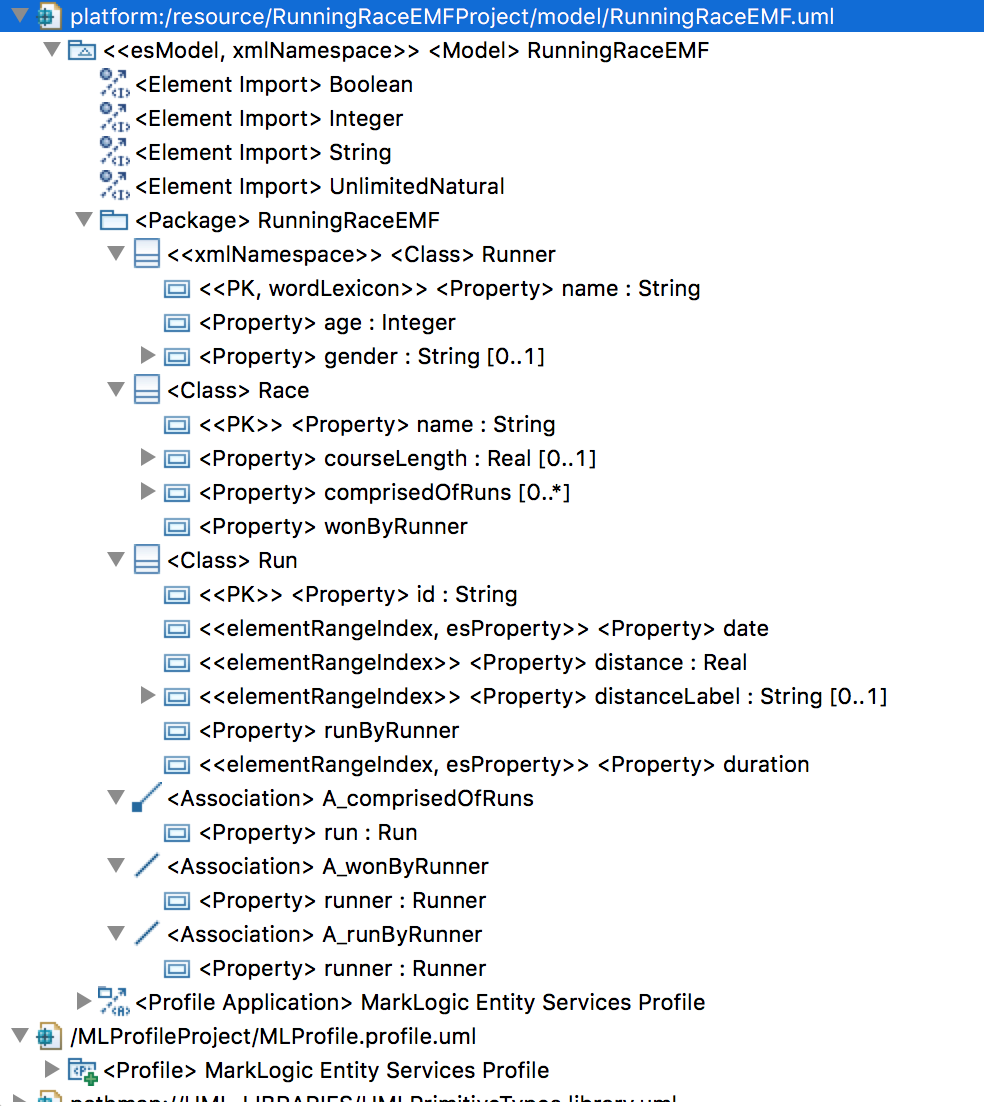 platform:/resource/RunningRaceEMFProject/model/RunningRaceEMF.uml
<<esModel, xmlNamespace>> <Model> RunningRaceEMF
<Element Import> Boolean
<Element Import> Integer
<Element Import> String
<Element Import> UnlimitedNatural
<Package> RunningRaceEMF
<<xmlNamespace>> <Class> Runner
<<PK, wordLexicon>> <Property> name : String
<Property> age : Integer
<Property> gender : String [0..1]
<Class> Race
<<PK>> <Property> name : String
<Property> courseLength : Real [0..1]
<Property> comprisedOfRuns [0..*]
<Property> wonByRunner
<Class> Run
<<PK>> <Property> id : String
<<elementRangeIndex, esProperty>> <Property> date
<<elementRangeIndex>> <Property> distance : Real
<<elementRangeIndex>> <Property> distanceLabel : String [0..1]
<Property> runByRunner
<<elementRangeIndex, esProperty>> <Property> duration
<Association> A_comprisedOfRuns
<Property> run : Run
<Association> A_wonByRunner
<Property> runner : Runner
<Association> A_runByRunner
<Property> runner : Runner
<Profile Application> MarkLogic Entity Services Profile
/MLProfileProject/MLProfile.profile.uml
<Profile> MarkLogic Entity Services Profile
pathmap://UML_LIBRARIES/UMLPrimitiveTypes.library.uml